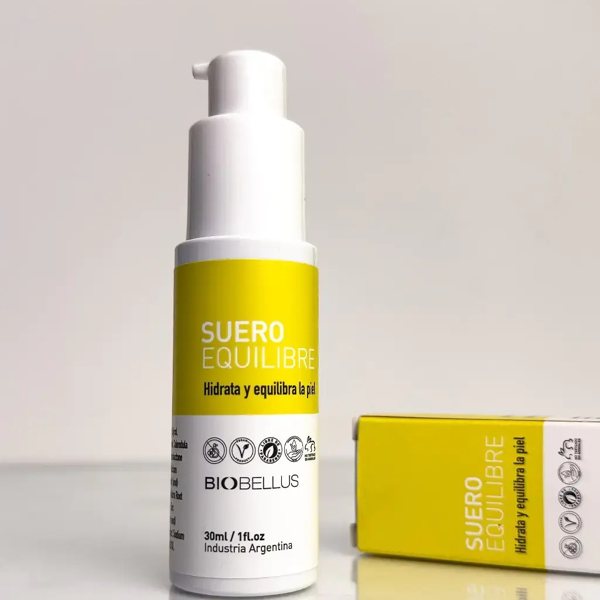 SUERO
EQUILIBRE
Hidrata y equilibra la piel
BIOBELLUS
30ml / 1fl.oz
Industria Argentina
SUERO
EQUILIBRE
Hidrata y equilibra la piel